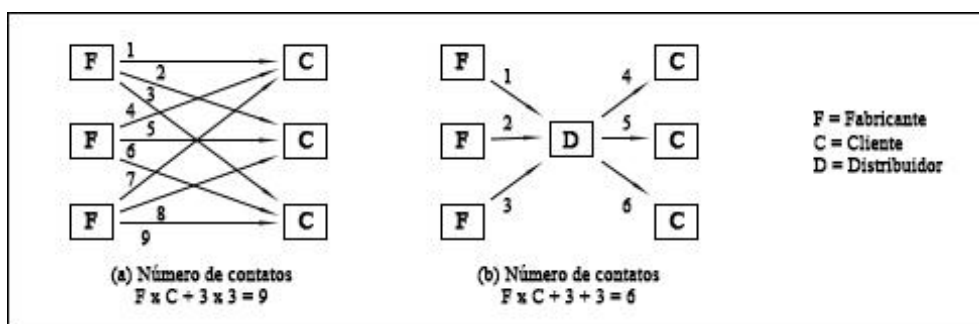 1
F
C
2
3
4
F
5
C
6
7
F
8
C
9
(a) Número de contatos
F x C + 3 x 3 = 9
F
1
4
C
F
2
D
5
C
F
3
6
C
(b) Número de contatos
F x C + 3 + 3 = 6
F = Fabricante
C = Cliente
D = Distribuidor